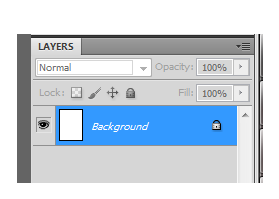 LAYERS
Normal Opacity: 100%
Lock: Fill: 100%
Background